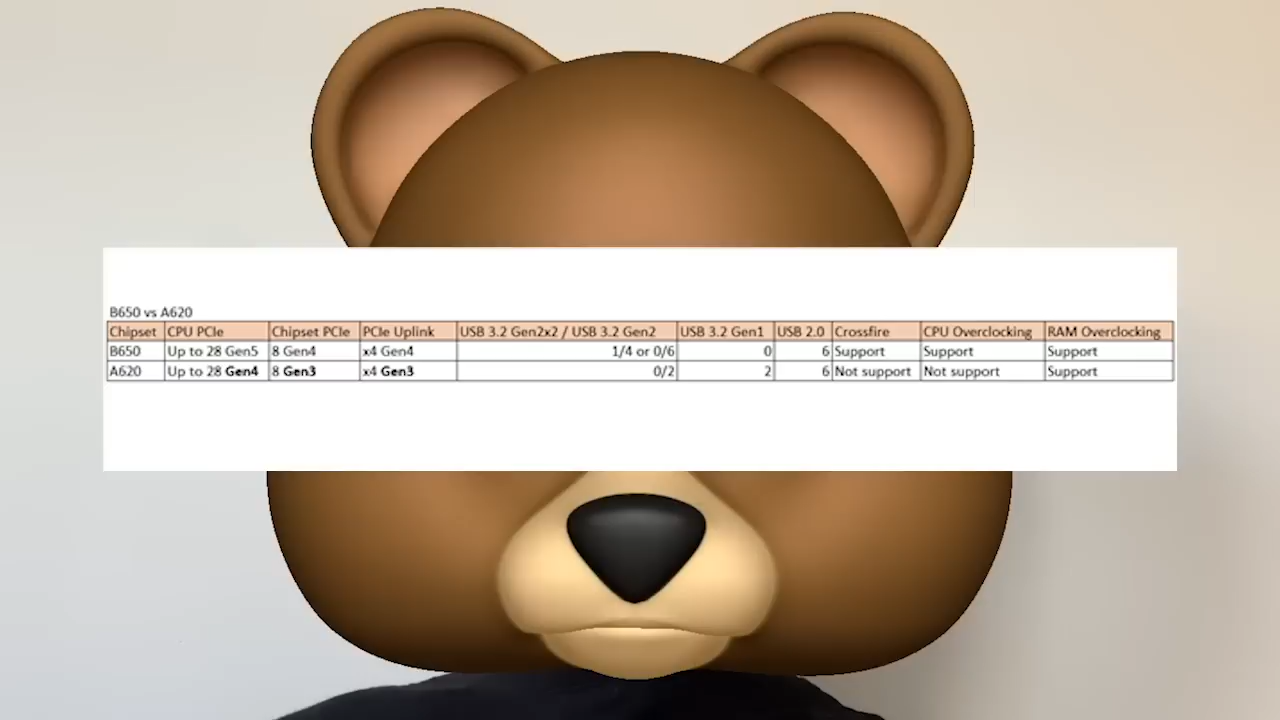 B650 vs A620
Chipset CPU PCIe Chipset PCIe PCIe Uplink USB 3.2 Gen2x2 / USB 3.2 Gen2 USB 3.2 Gen1 USB 2.0 Crossfire CPU Overclocking RAM Overclocking
B650 Up to 28 Gen5 8 Gen4 x4 Gen4 1/4 or 0/6 0 6 Support Support Support
A620 Up to 28 Gen4 8 Gen3 x4 Gen3 0/2 2 6 Not support Not support Support